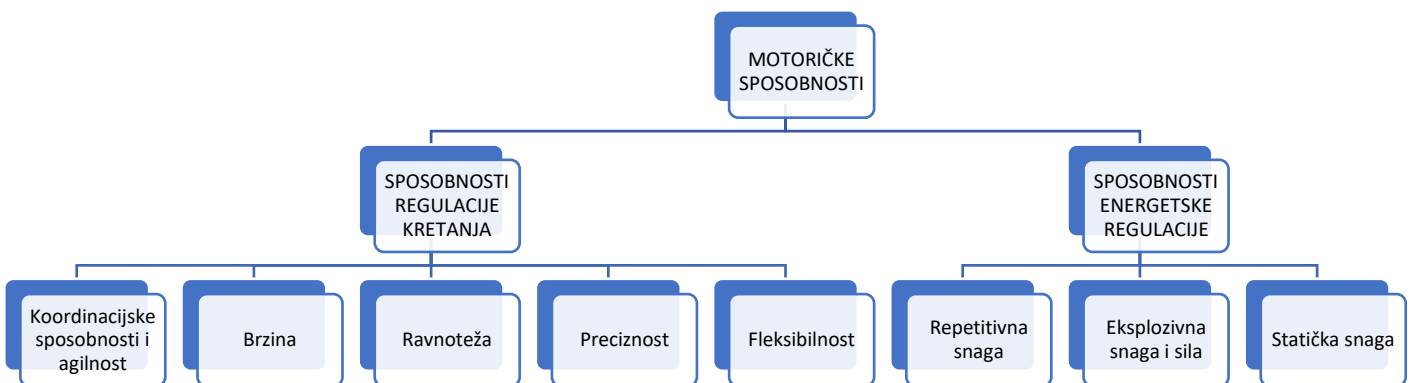 MOTORIČKE
SPOSOBNOSTI
SPOSOBNOSTI
REGULACIJE
KRETANJA
SPOSOBNOSTI
ENERGETSKE
REGULACIJE
Koordinacijske
sposobnosti i
agilnost
Brzina
Ravnoteža
Preciznost
Fleksibilnost
Repetitivna
snaga
Eksplozivna
snaga i sila
Statička snaga